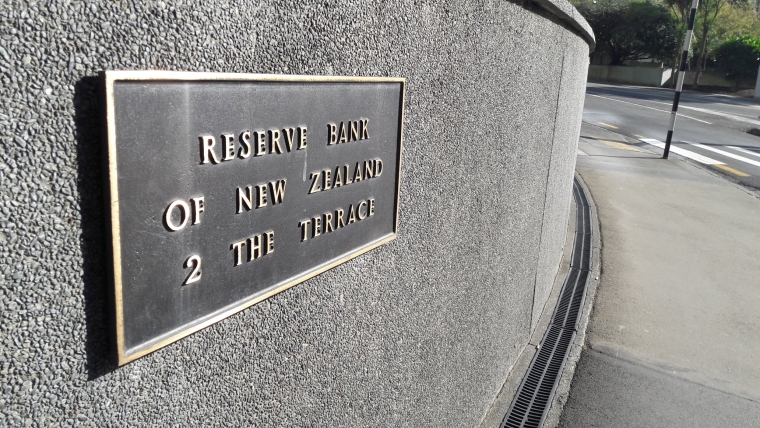 RESERVE BANK
OF NEW ZEALAND
2 THE TERRACE